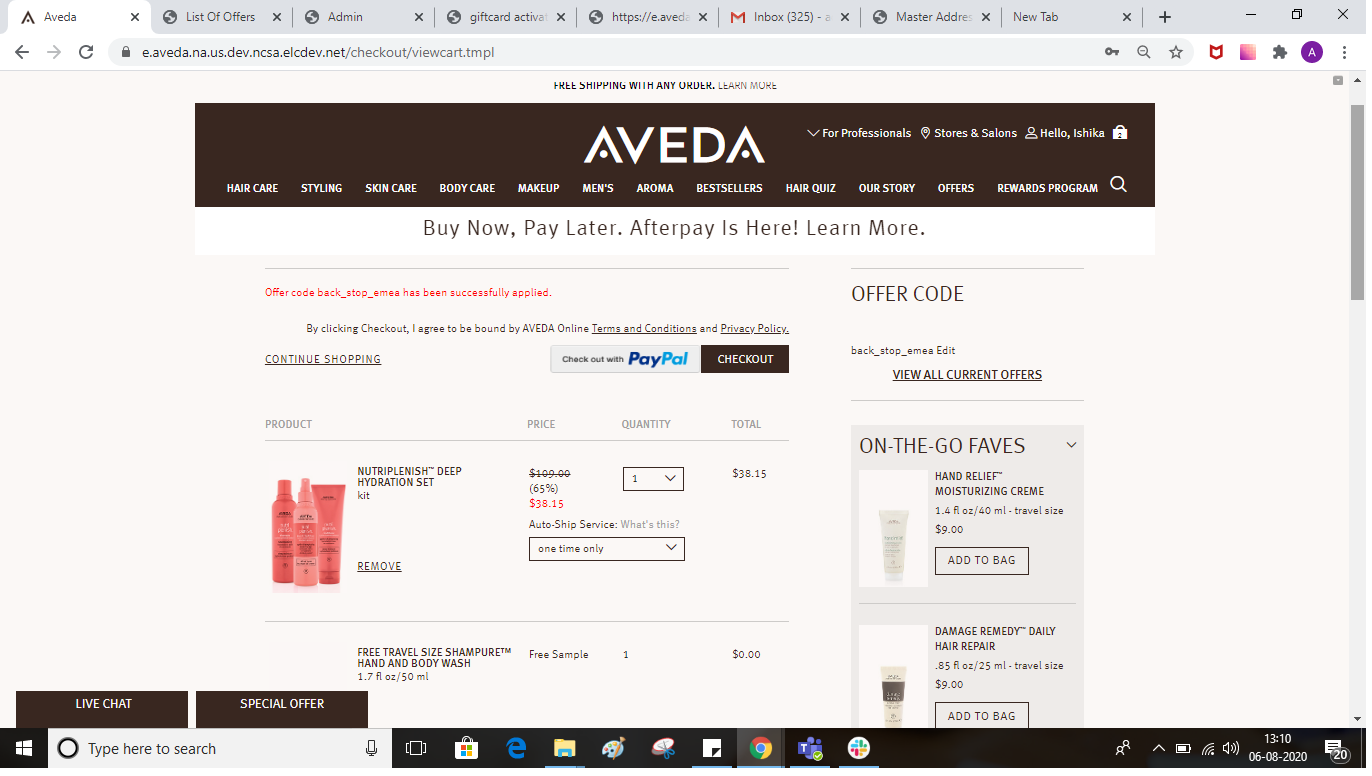 Aveda
List Of Offers
Admin
giftcard activat
https://e.aveda
Inbox (325) - a
Master Addres
New Tab
e.aveda.na.us.dev.ncsa.elcdev.net/checkout/viewcart.tmpl
A
FREE SHIPPING WITH ANY ORDER. LEARN MORE
AVEDA
For Professionals
Stores & Salons
Hello, Ishika
2
HAIR CARE
STYLING
SKIN CARE
BODY CARE
MAKEUP
MEN'S
AROMA
BESTSELLERS
HAIR QUIZ
OUR STORY
OFFERS
REWARDS PROGRAM
Buy Now, Pay Later. Afterpay Is Here! Learn More.
Offer code back_stop_emea has been successfully applied.
By clicking Checkout, I agree to be bound by AVEDA Online Terms and Conditions and Privacy Policy.
CONTINUE SHOPPING
Check out with PayPal
CHECKOUT
PRODUCT
PRICE
QUANTITY
TOTAL
NUTRIPLENISH™ DEEP
HYDRATION SET
kit
REMOVE
$109.00
(65%)
$38.15
Auto-Ship Service: What's this?
one time only
1
$38.15
FREE TRAVEL SIZE SHAMPURE™
HAND AND BODY WASH
1.7 fl oz/50 ml
Free Sample
1
$0.00
OFFER CODE
back_stop_emea Edit
VIEW ALL CURRENT OFFERS
ON-THE-GO FAVES
HAND RELIEF™
MOISTURIZING CREME
1.4 fl oz/40 ml - travel size
$9.00
ADD TO BAG
DAMAGE REMEDY™ DAILY
HAIR REPAIR
.85 fl oz/25 ml - travel size
$9.00
ADD TO BAG
LIVE CHAT
SPECIAL OFFER
Type here to search
13:10
06-08-2020
20